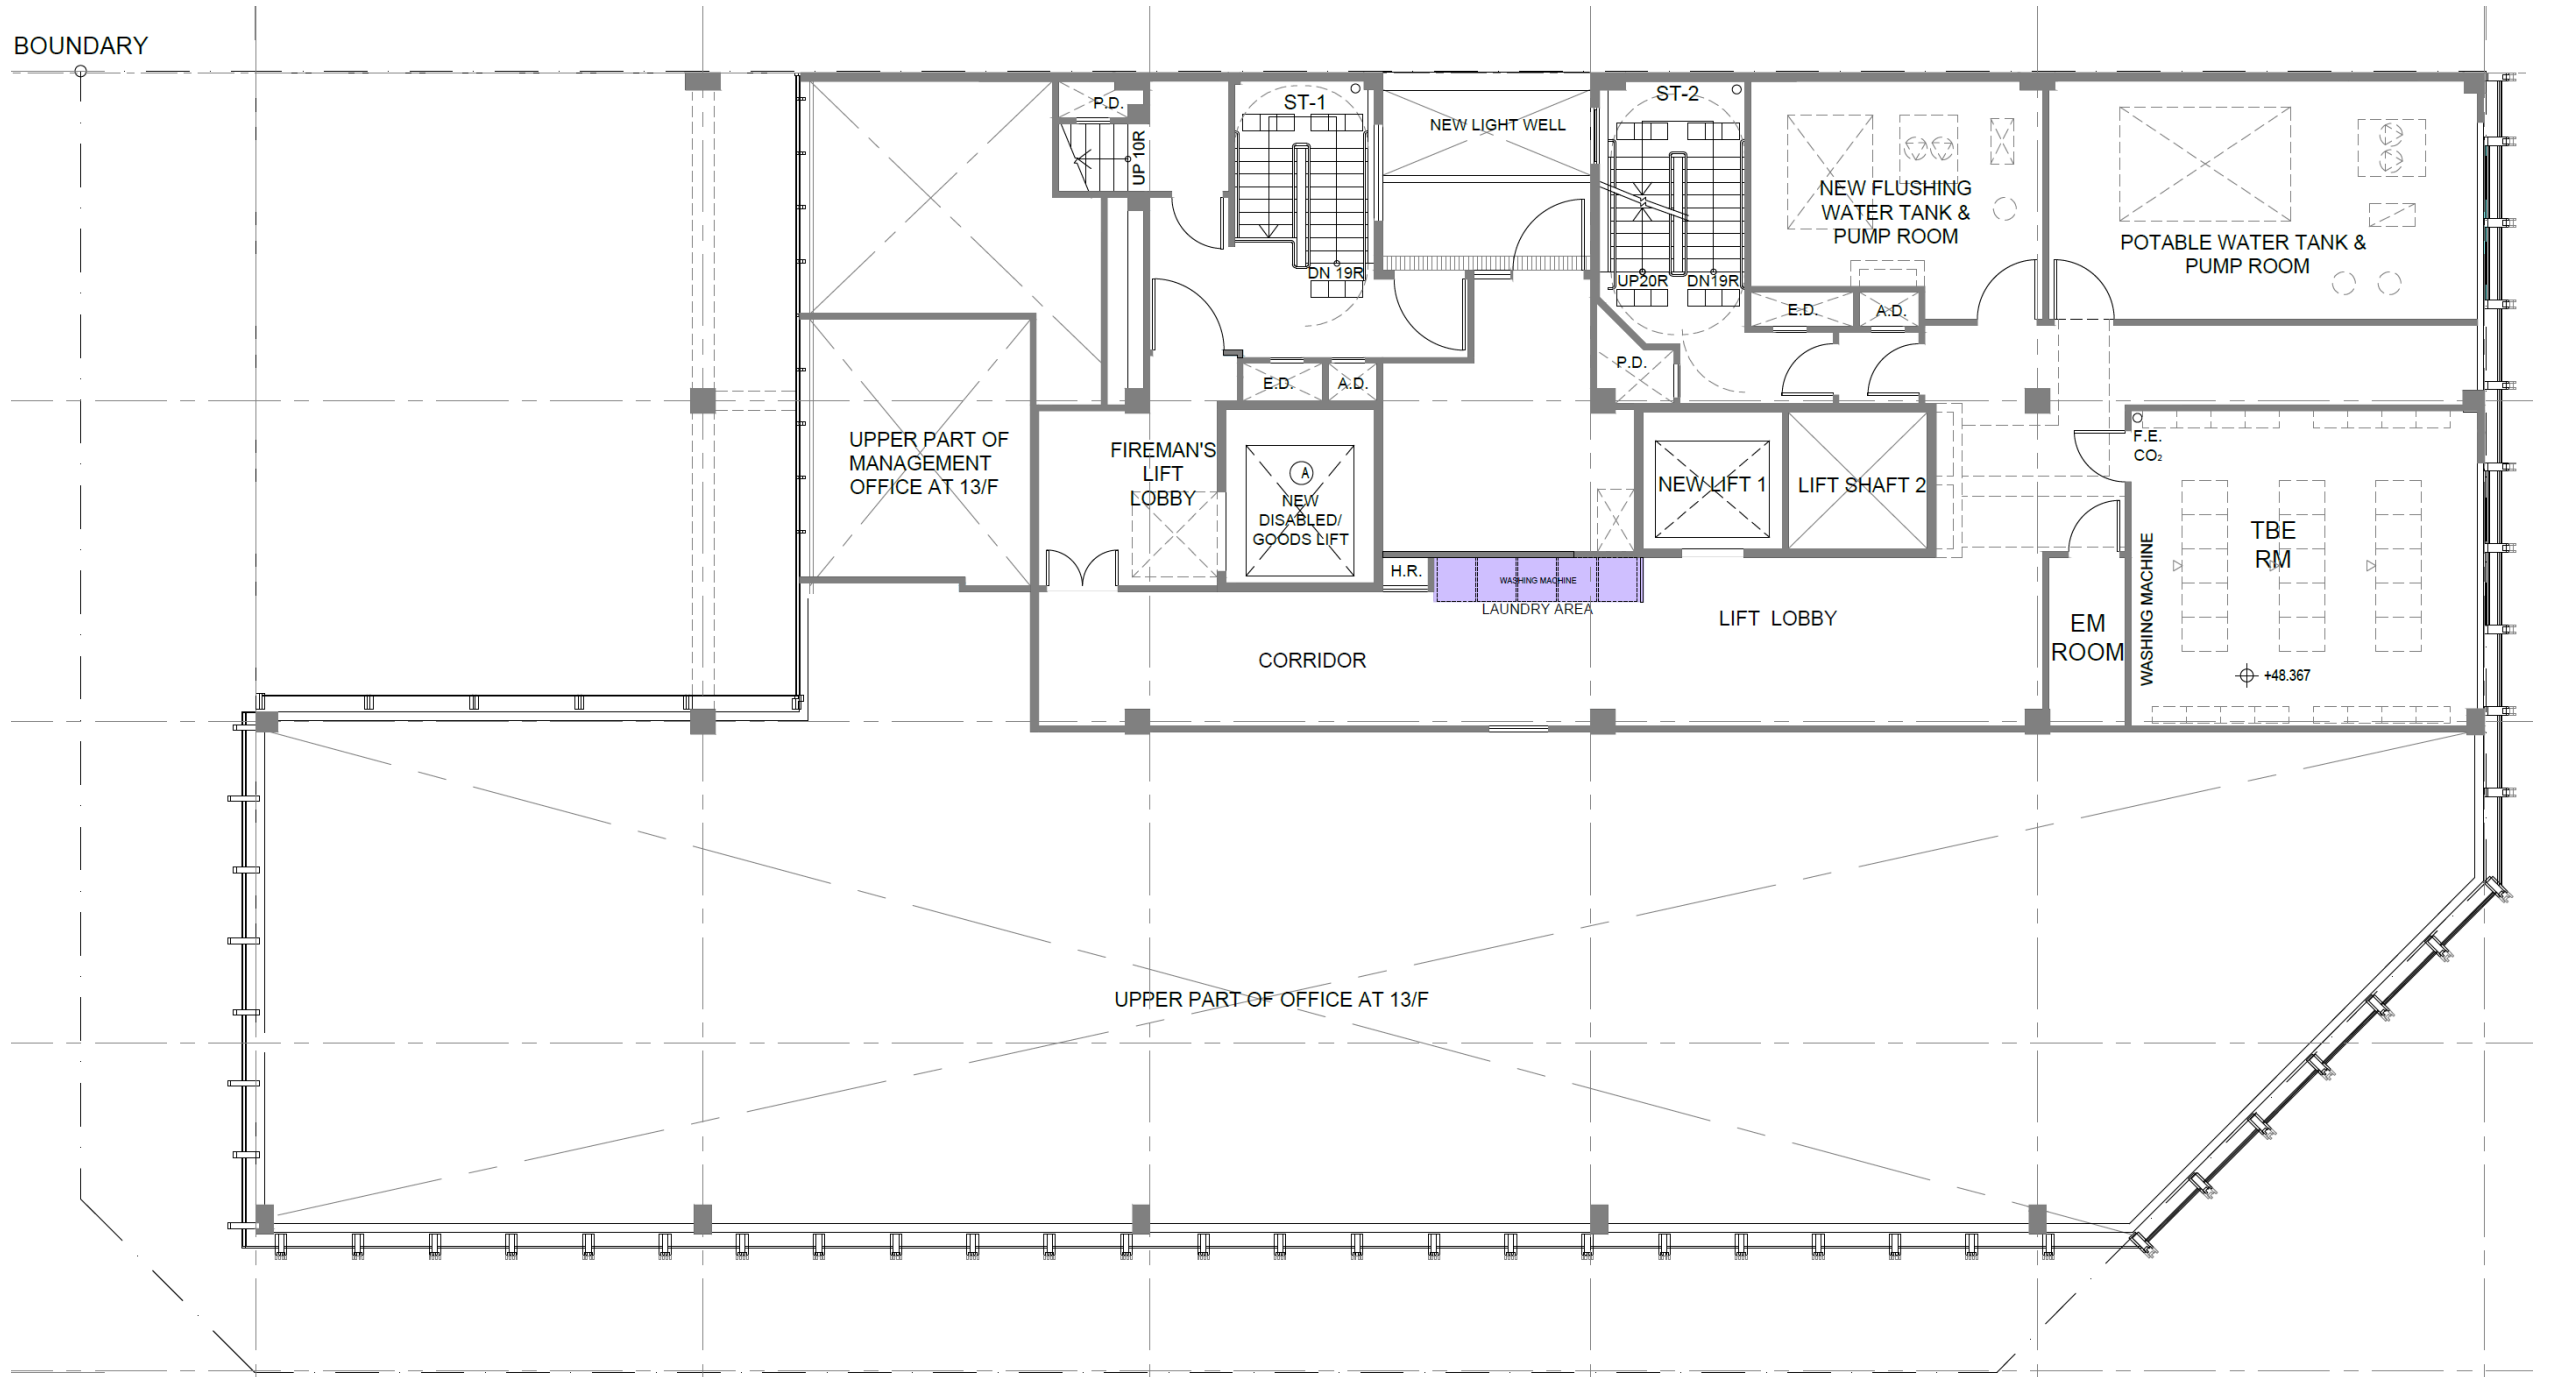 BOUNDARY
P.D.
UP 10R
ST-1
DN 19R
NEW LIGHT WELL
ST-2
UP20R
DN19R
NEW FLUSHING
WATER TANK &
PUMP ROOM
POTABLE WATER TANK &
PUMP ROOM
E.D.
A.D.
P.D.
E.D.
A.D.
UPPER PART OF
MANAGEMENT
OFFICE AT 13/F
FIREMAN'S
LIFT
LOBBY
A
NEW
DISABLED/
GOODS LIFT
NEW LIFT 1
LIFT SHAFT 2
F.E.
CO₂
TBE
RM
WASHING MACHINE
H.R.
WASHING MACHINE
LAUNDRY AREA
LIFT LOBBY
EM
ROOM
+48.367
CORRIDOR
UPPER PART OF OFFICE AT 13/F